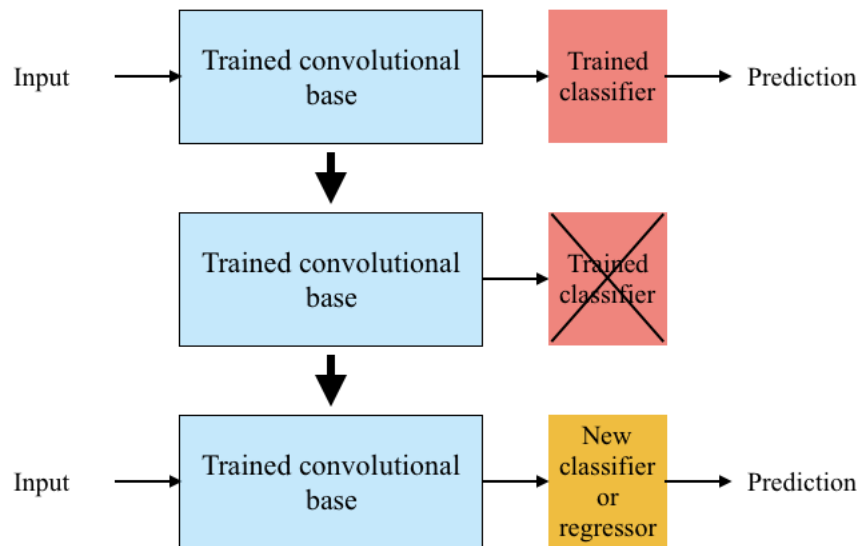 Input
Trained convolutional
base
Trained
classifier
Prediction
Trained convolutional
base
Trained
classifier
Input
Trained convolutional
base
New
classifier
or
regressor
Prediction